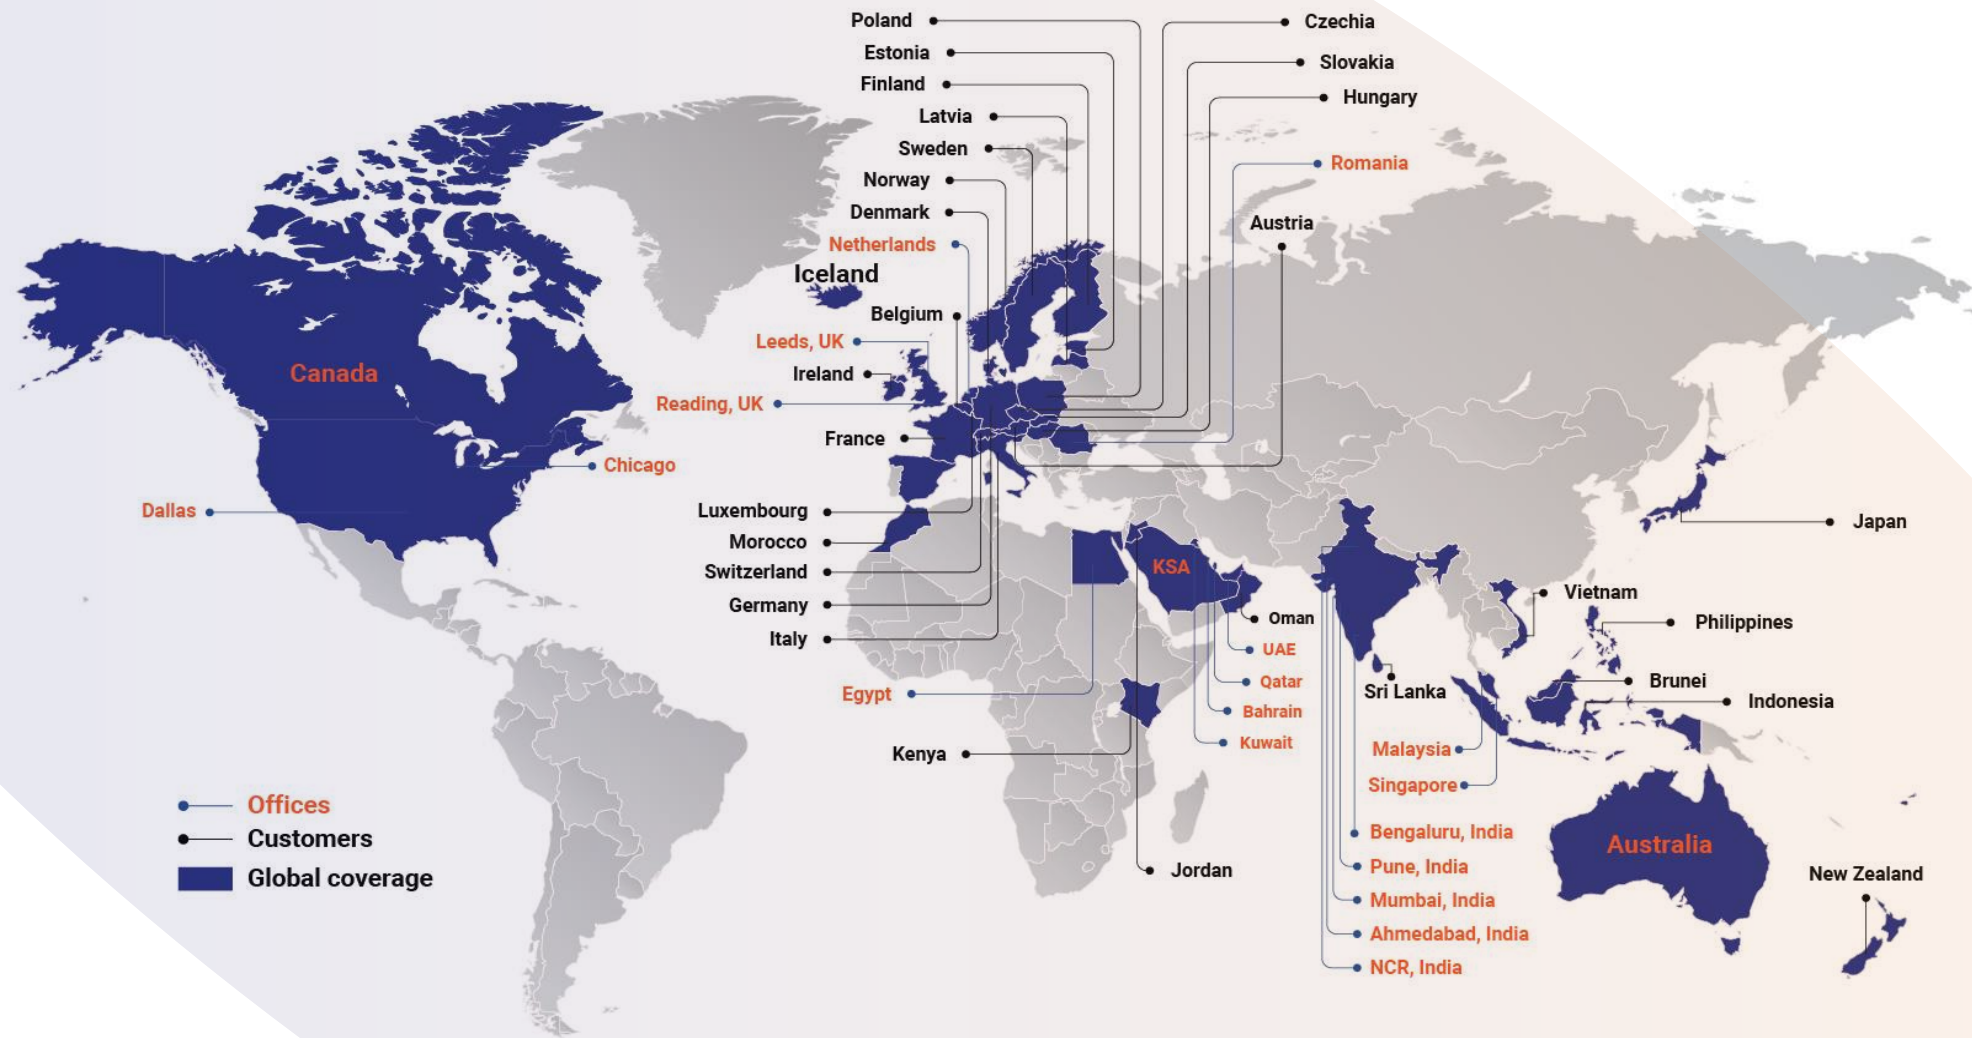 Poland
Czechia
Estonia
Slovakia
Finland
Hungary
Latvia
Sweden
Romania
Norway
Denmark
Austria
Netherlands
Iceland
Belgium
Leeds, UK
Ireland
Canada
Reading, UK
France
Chicago
Dallas
Luxembourg
Japan
Morocco
KSA
Switzerland
Vietnam
Germany
Oman
Philippines
Italy
UAE
Qatar
Brunei
Sri Lanka
Egypt
Indonesia
Bahrain
Kuwait
Malaysia
Kenya
Singapore
Offices
Bengaluru, India
Customers
Australia
Pune, India
Jordan
New Zealand
Global coverage
Mumbai, India
Ahmedabad, India
NCR, India